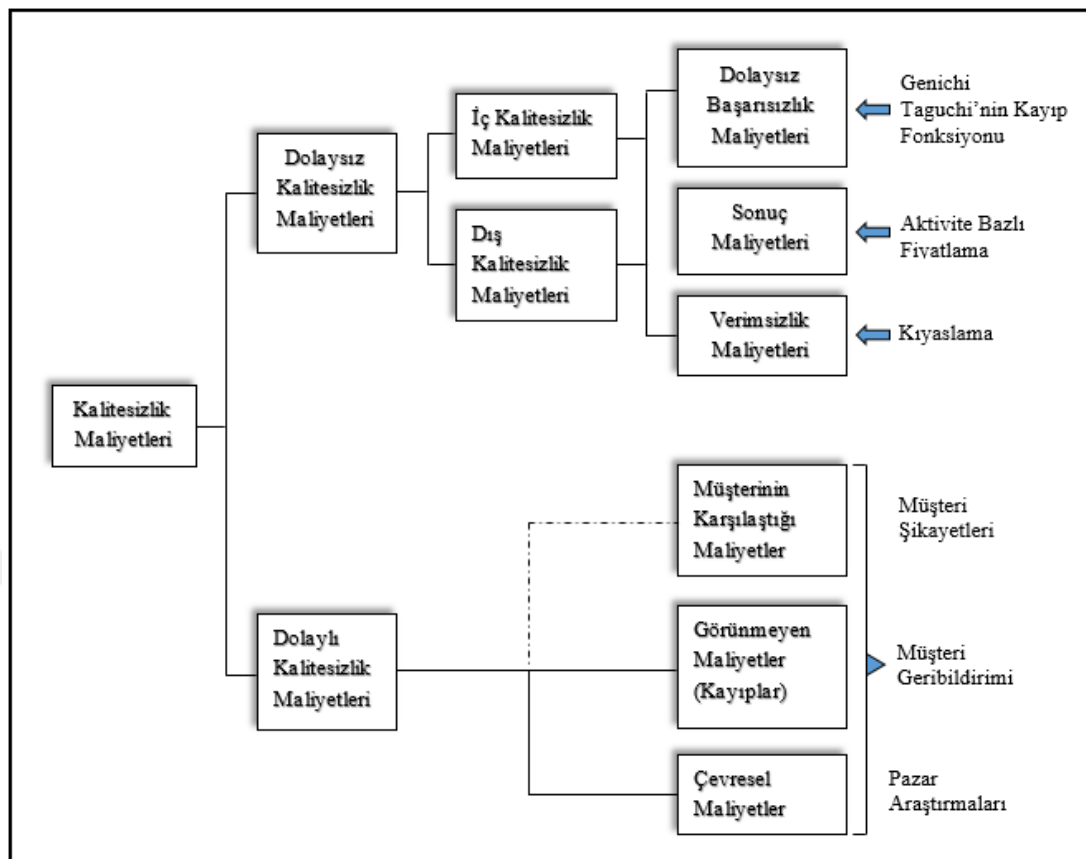 Dolaysız
Başarısızlık
Maliyetleri
Genichi
Taguchi’nin Kayıp
Fonksiyonu
İç Kalitesizlik
Maliyetleri
Dolaysız
Kalitesizlik
Maliyetleri
Sonuç
Maliyetleri
Aktivite Bazlı
Fiyatlama
Dış
Kalitesizlik
Maliyetleri
Verimsizlik
Maliyetleri
Kıyaslama
Kalitesizlik
Maliyetleri
Müşterinin
Karşılaştığı
Maliyetler
Müşteri
Şikayetleri
Dolaylı
Kalitesizlik
Maliyetleri
Görünmeyen
Maliyetler
(Kayıplar)
Müşteri
Geribildirimi
Çevresel
Maliyetler
Pazar
Araştırmaları